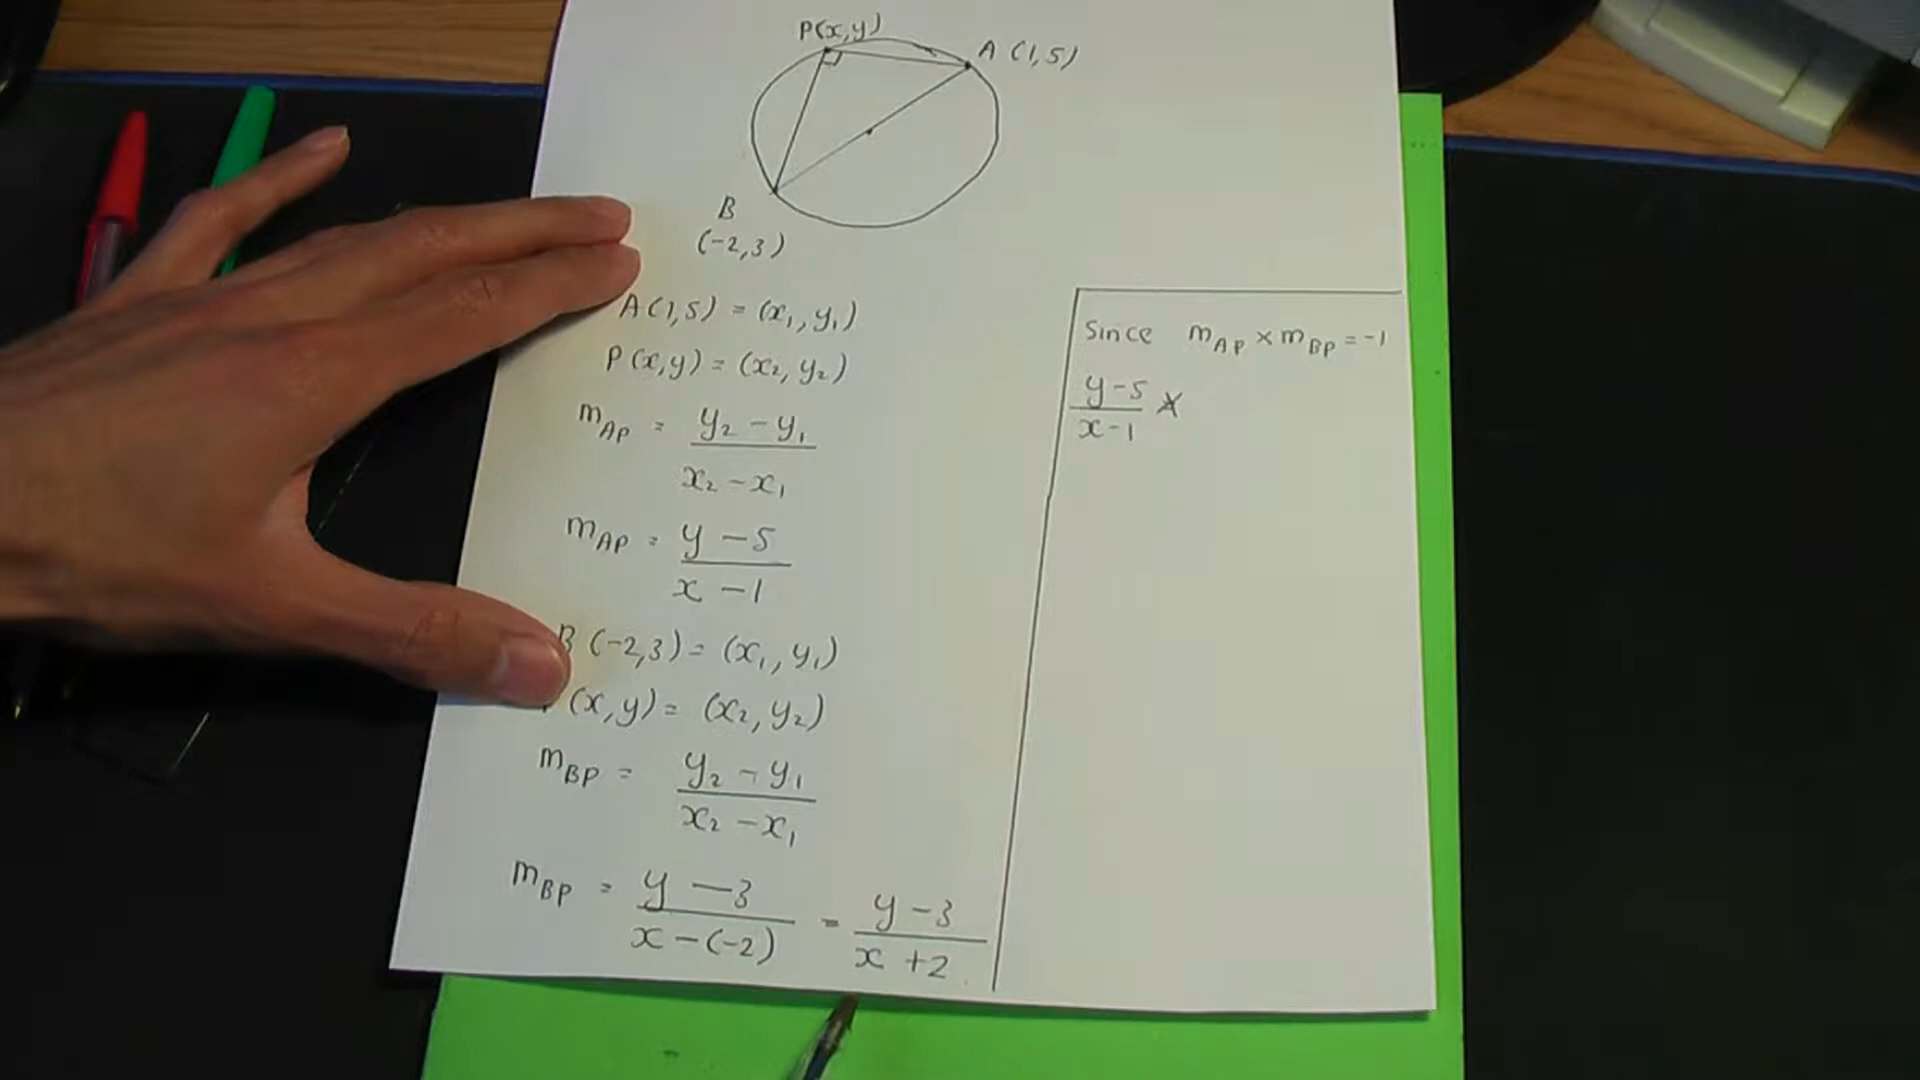 P(x,y)
A (1,5)
B
(-2,3)
A(1,5) = (x₁, y₁)
P(x,y) = (x₂, y₂)
m_AP = (y₂ - y₁)/(x₂ - x₁)
m_AP = (y - 5)/(x - 1)
B (-2,3) = (x₁, y₁)
(x,y) = (x₂, y₂)
m_BP = (y₂ - y₁)/(x₂ - x₁)
m_BP = (y - 3)/(x - (-2)) = (y - 3)/(x + 2)
Since m_AP × m_BP = -1
(y - 5)/(x - 1) ×